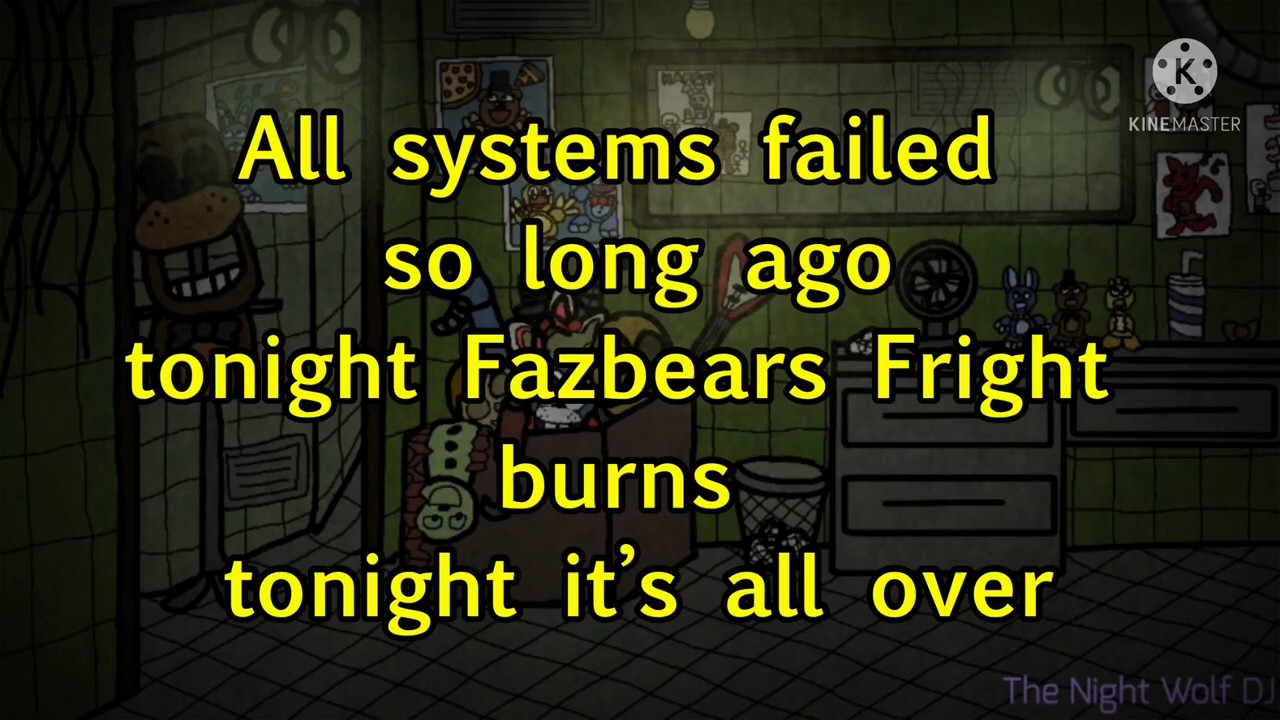 KINEMASTER
All systems failed
so long ago
tonight Fazbears Fright
burns
tonight it's all over
The Night Wolf DJ